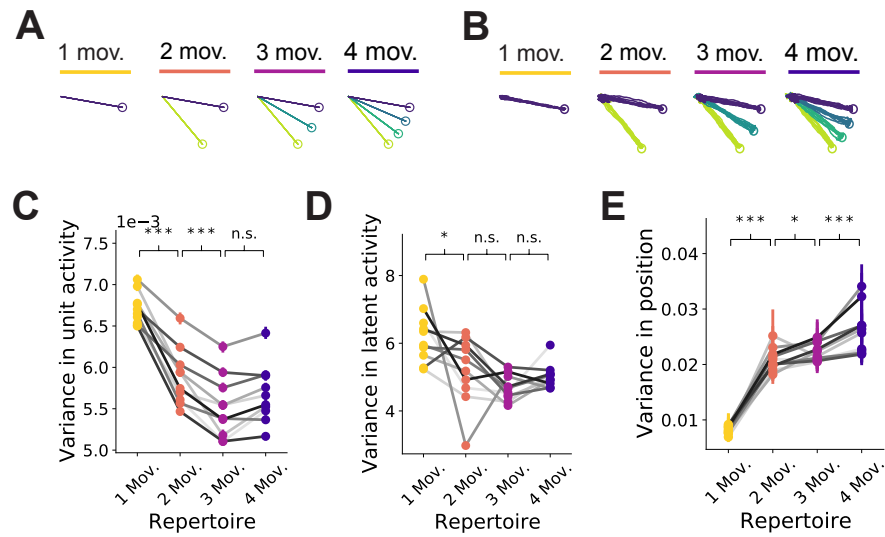 A
1 mov. 2 mov. 3 mov. 4 mov.
B
1 mov. 2 mov. 3 mov. 4 mov.
C
1e−3
*** *** n.s.
Variance in unit activity
7.5
7.0
6.5
6.0
5.5
5.0
1 Mov. 2 Mov. 3 Mov. 4 Mov.
Repertoire
D
* n.s. n.s.
Variance in latent activity
8
6
4
1 Mov. 2 Mov. 3 Mov. 4 Mov.
Repertoire
E
*** * ***
Variance in position
0.04
0.03
0.02
0.01
1 Mov. 2 Mov. 3 Mov. 4 Mov.
Repertoire